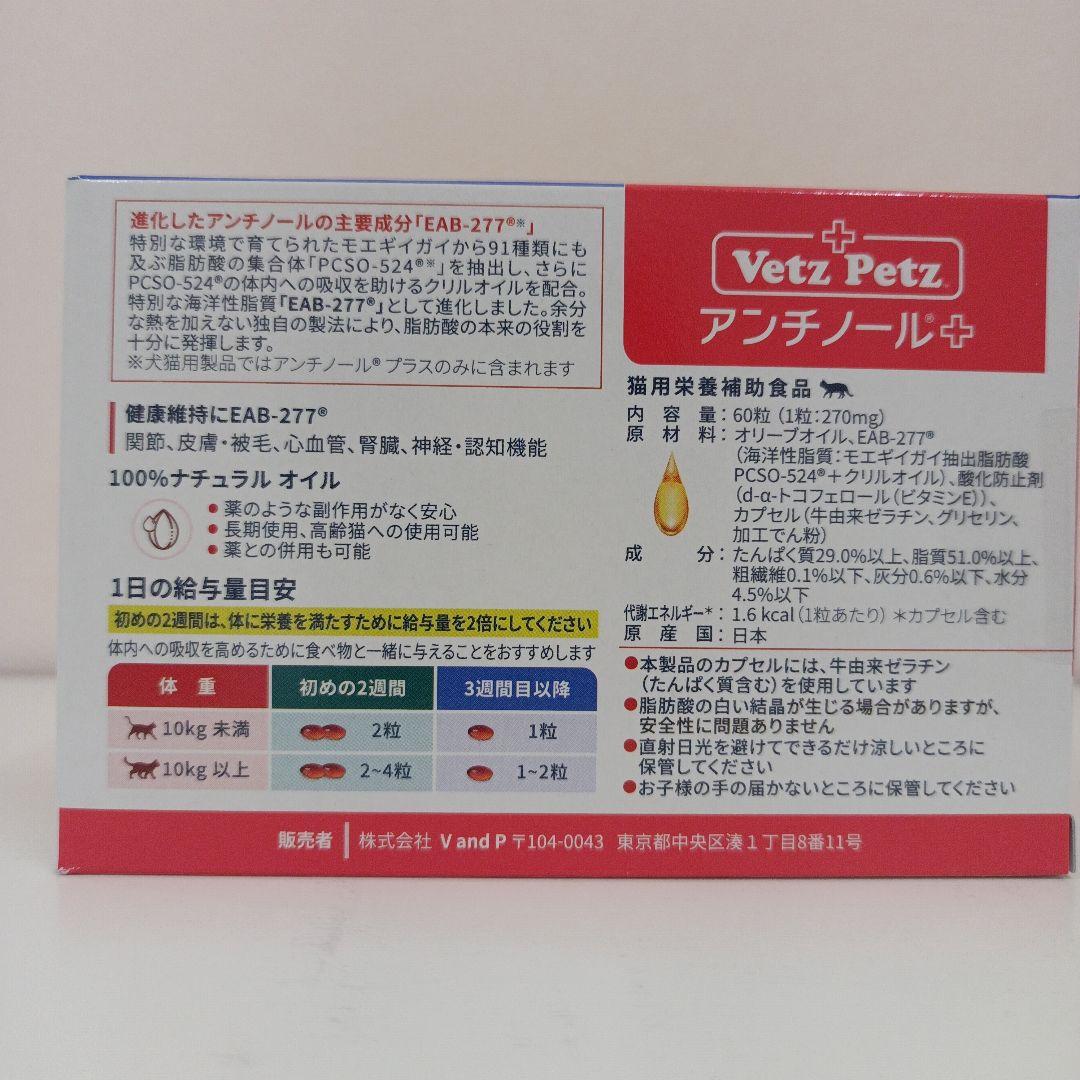 進化したアンチノールの主要成分「EAB-277®※」
特別な環境で育てられたモエギイガイから91種類にも
及ぶ脂肪酸の集合体「PCSO-524®※」を抽出し、さらに
PCSO-524®の体内への吸収を助けるクリルオイルを配合。
特別な海洋性脂質「EAB-277®」として進化しました。余分
な熱を加えない独自の製法により、脂肪酸の本来の役割を
十分に発揮します。
※犬猫用製品ではアンチノール® プラスのみに含まれます
健康維持にEAB-277®
関節、皮膚・被毛、心血管、腎臓、神経・認知機能
100%ナチュラル オイル
●薬のような副作用がなく安心
●長期使用、高齢猫への使用可能
●薬との併用も可能
1日の給与量目安
初めの2週間は、体に栄養を満たすために給与量を2倍にしてください
体内への吸収を高めるために食べ物と一緒に与えることをおすすめします
体 重 初めの2週間 3週間目以降
10kg 未満 2粒 1粒
10kg 以上 2~4粒 1~2粒
Vetz Petz
アンチノール®+
猫用栄養補助食品
内容量：60粒（1粒：270mg）
原材料：オリーブオイル、EAB-277®
（海洋性脂質：モエギイガイ抽出脂肪酸
PCSO-524®＋クリルオイル）、酸化防止剤
（d-α-トコフェロール（ビタミンE））、
カプセル（牛由来ゼラチン、グリセリン、
加工でん粉）
成分：たんぱく質29.0%以上、脂質51.0%以上、
粗繊維0.1%以下、灰分0.6%以下、水分
4.5%以下
代謝エネルギー*：1.6 kcal（1粒あたり）*カプセル含む
原産国：日本
●本製品のカプセルには、牛由来ゼラチン
（たんぱく質含む）を使用しています
●脂肪酸の白い結晶が生じる場合がありますが、
安全性に問題ありません
●直射日光を避けてできるだけ涼しいところに
保管してください
●お子様の手の届かないところに保管してください
販売者 株式会社 V and P 〒104-0043 東京都中央区湊1丁目8番11号